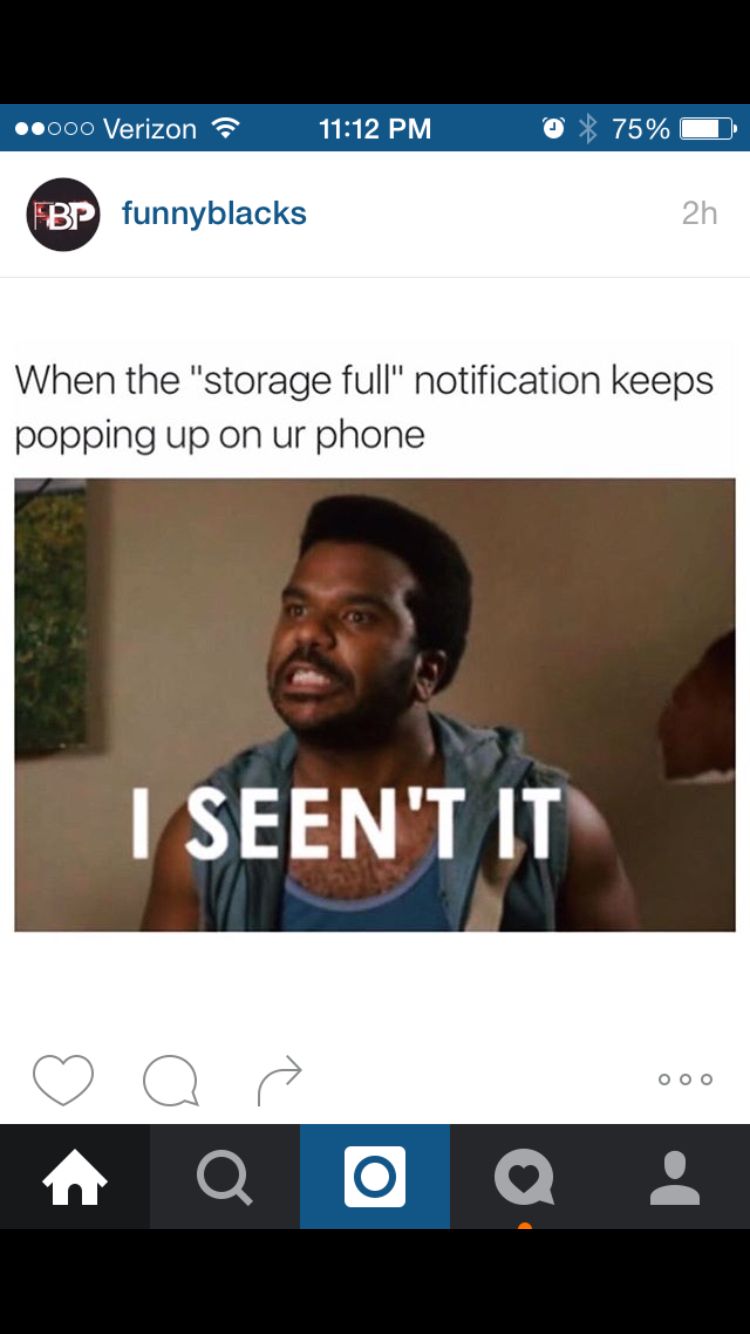 Verizon 11:12 PM 75%
FBP funnyblacks 2h
When the "storage full" notification keeps
popping up on ur phone
I SEEN'T IT